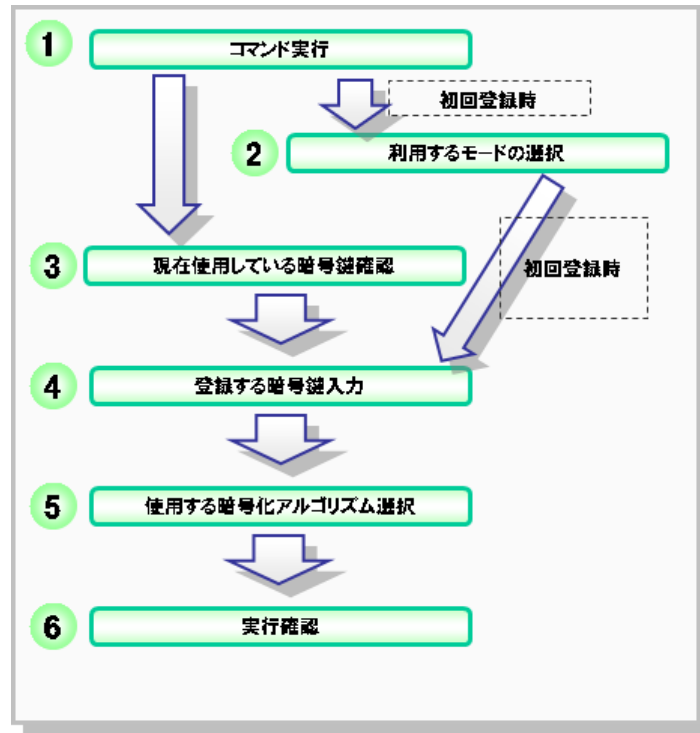 1 コマンド実行
初回登録時
2 利用するモードの選択
3 現在使用している暗号鍵確認
初回登録時
4 登録する暗号鍵入力
5 使用する暗号化アルゴリズム選択
6 実行確認